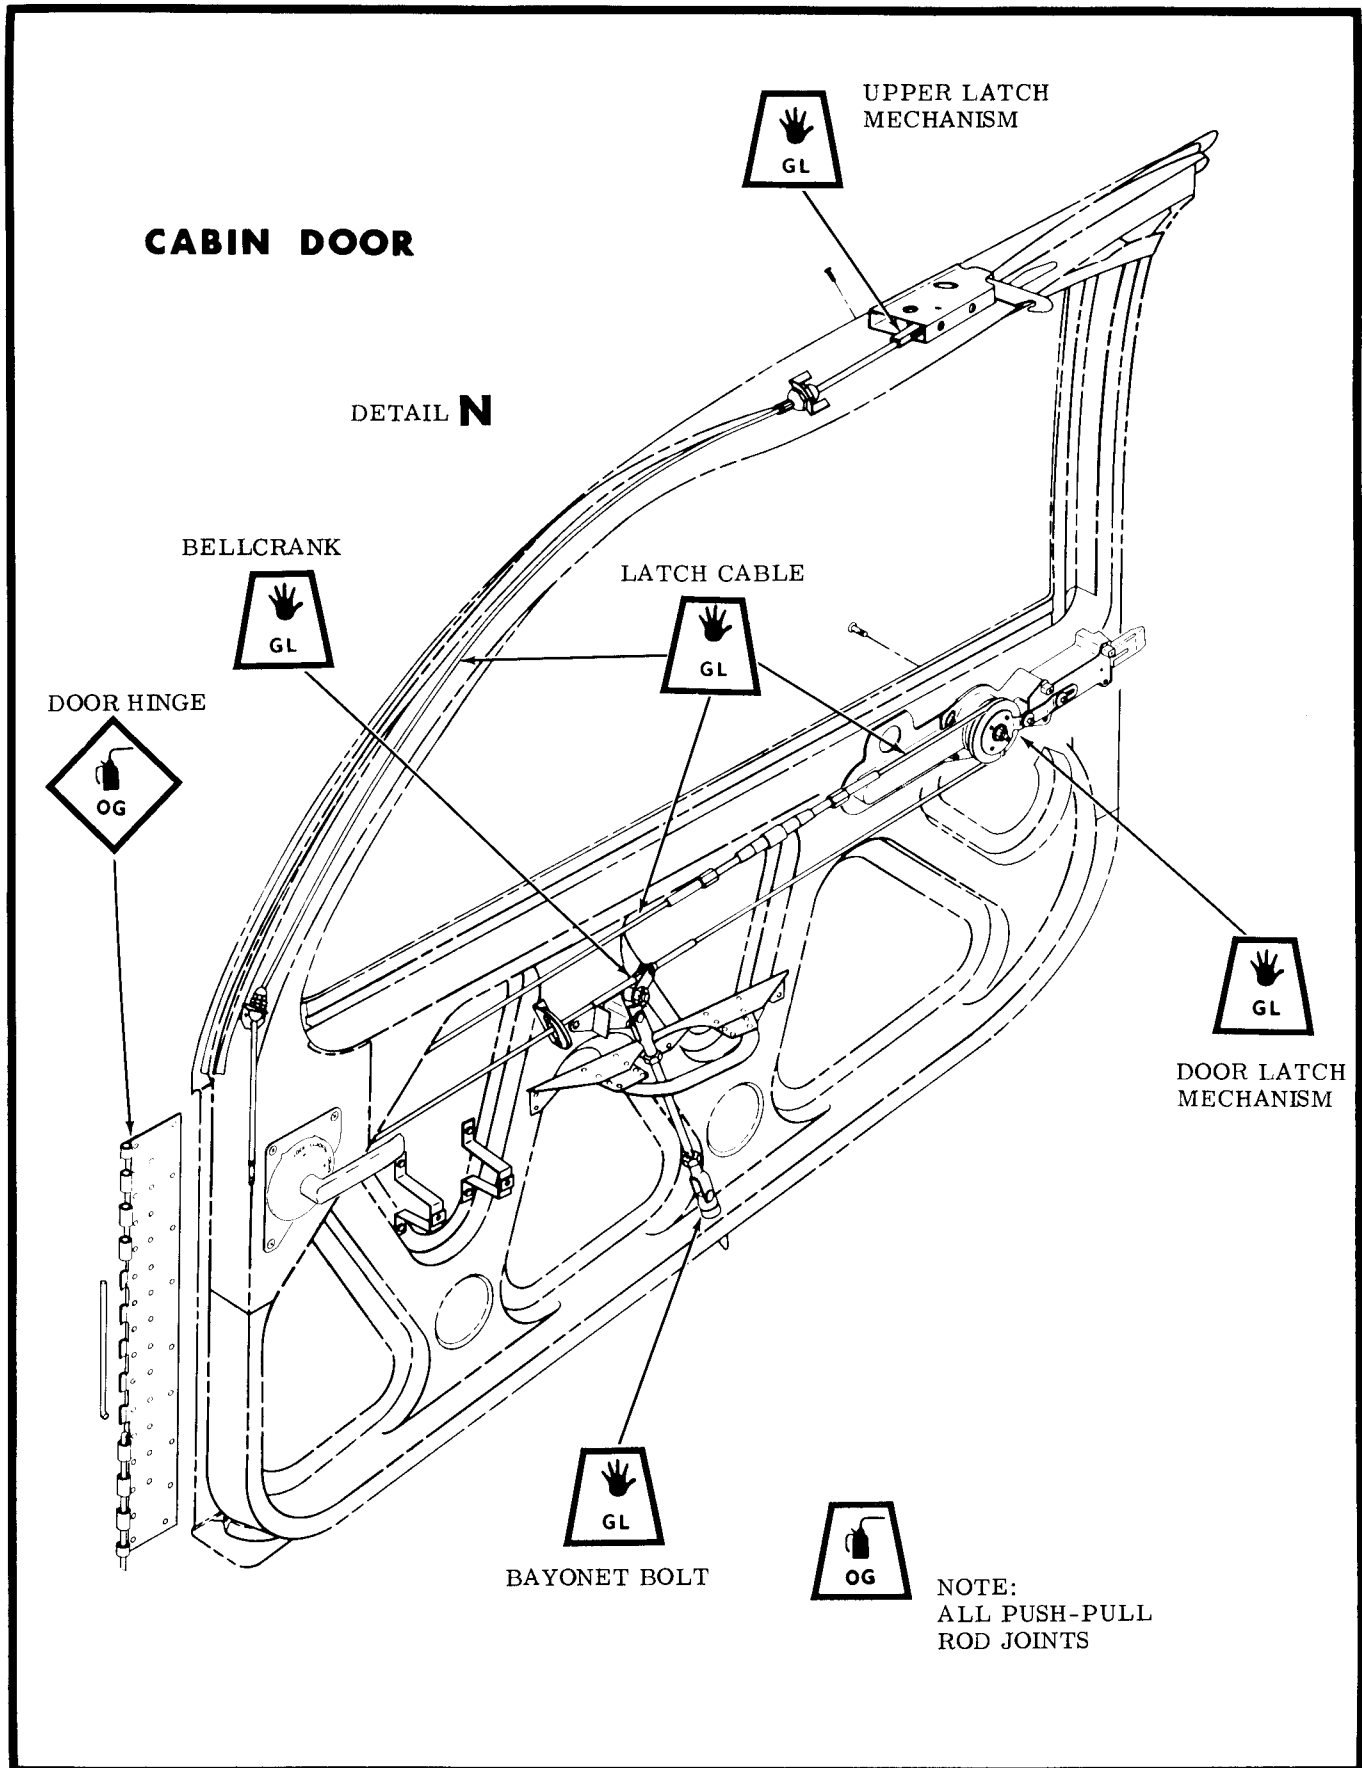 UPPER LATCH
MECHANISM
GL
CABIN DOOR
DETAIL N
BELLCRANK
GL
LATCH CABLE
GL
DOOR HINGE
OG
GL
DOOR LATCH
MECHANISM
GL
BAYONET BOLT
OG
NOTE:
ALL PUSH-PULL
ROD JOINTS